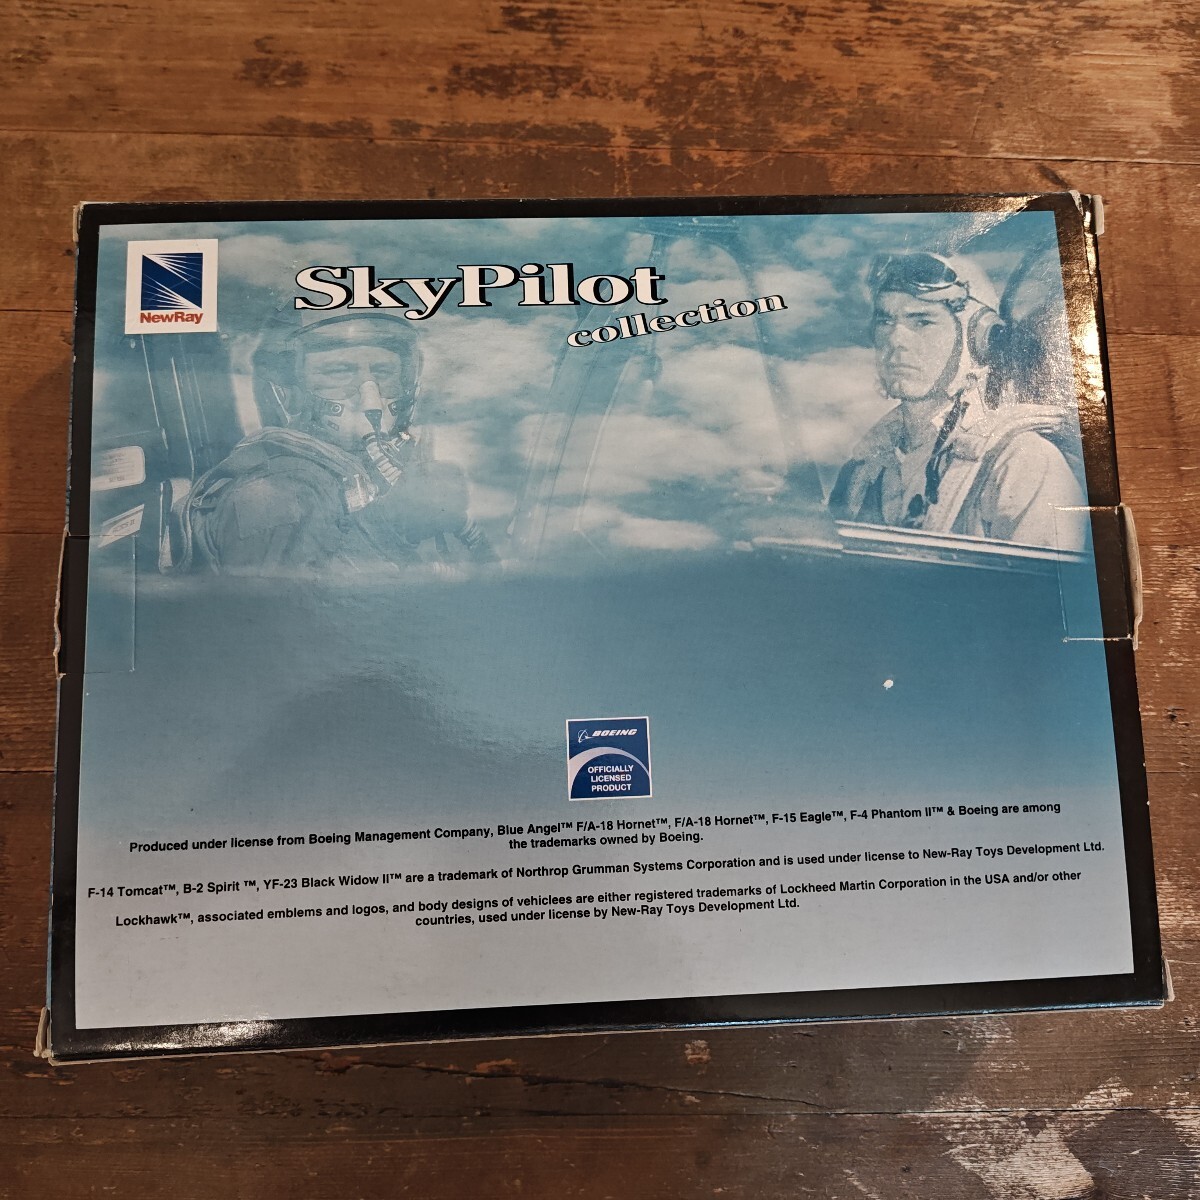 NewRay
SkyPilot
collection
BOEING
OFFICIALLY
LICENSED
PRODUCT
Produced under license from Boeing Management Company, Blue Angel™ F/A-18 Hornet™, F/A-18 Hornet™, F-15 Eagle™, F-4 Phantom II™ & Boeing are among
the trademarks owned by Boeing.
F-14 Tomcat™, B-2 Spirit ™, YF-23 Black Widow II™ are a trademark of Northrop Grumman Systems Corporation and is used under license to New-Ray Toys Development Ltd.
Lockhawk™, associated emblems and logos, and body designs of vehiclees are either registered trademarks of Lockheed Martin Corporation in the USA and/or other
countries, used under license by New-Ray Toys Development Ltd.